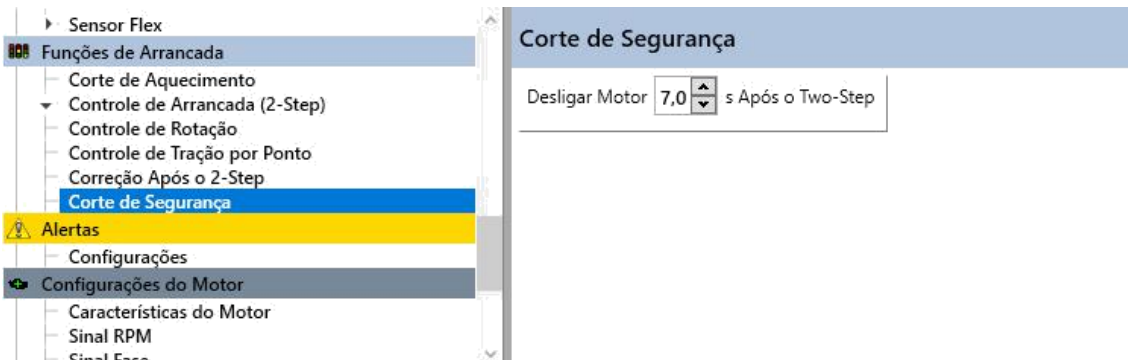 Sensor Flex
Funções de Arrancada
Corte de Aquecimento
Controle de Arrancada (2-Step)
Controle de Rotação
Controle de Tração por Ponto
Correção Após o 2-Step
Corte de Segurança
Alertas
Configurações
Configurações do Motor
Características do Motor
Sinal RPM
Sinal Fase
Corte de Segurança
Desligar Motor 7,0 s Após o Two-Step